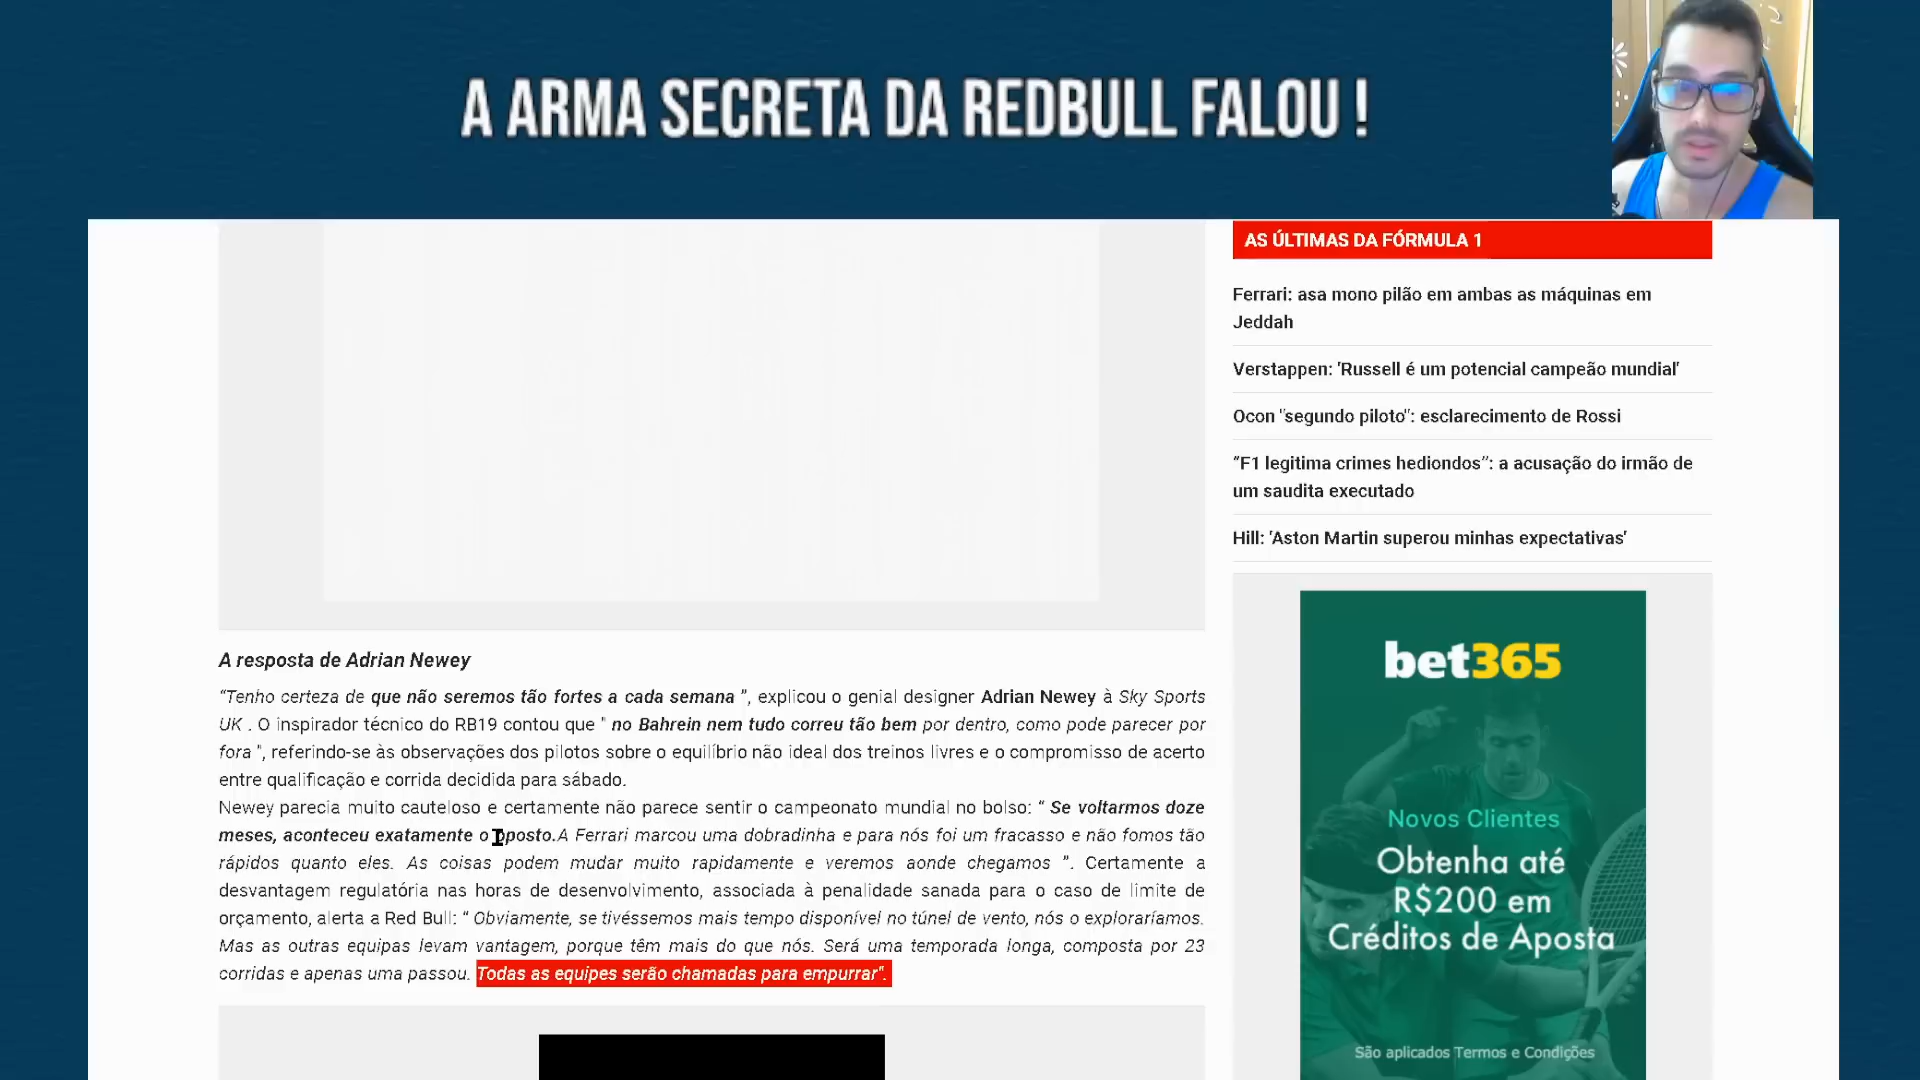 A ARMA SECRETA DA REDBULL FALOU !
AS ÚLTIMAS DA FÓRMULA 1
Ferrari: asa mono pilão em ambas as máquinas em
Jeddah
Verstappen: 'Russell é um potencial campeão mundial'
Ocon "segundo piloto": esclarecimento de Rossi
“F1 legitima crimes hediondos”: a acusação do irmão de
um saudita executado
Hill: 'Aston Martin superou minhas expectativas'
A resposta de Adrian Newey
“Tenho certeza de que não seremos tão fortes a cada semana ”, explicou o genial designer Adrian Newey à Sky Sports
UK . O inspirador técnico do RB19 contou que " no Bahrein nem tudo correu tão bem por dentro, como pode parecer por
fora ", referindo-se às observações dos pilotos sobre o equilíbrio não ideal dos treinos livres e o compromisso de acerto
entre qualificação e corrida decidida para sábado.
Newey parecia muito cauteloso e certamente não parece sentir o campeonato mundial no bolso: “ Se voltarmos doze
meses, aconteceu exatamente o oposto.A Ferrari marcou uma dobradinha e para nós foi um fracasso e não fomos tão
rápidos quanto eles. As coisas podem mudar muito rapidamente e veremos aonde chegamos ”. Certamente a
desvantagem regulatória nas horas de desenvolvimento, associada à penalidade sanada para o caso de limite de
orçamento, alerta a Red Bull: “ Obviamente, se tivéssemos mais tempo disponível no túnel de vento, nós o exploraríamos.
Mas as outras equipas levam vantagem, porque têm mais do que nós. Será uma temporada longa, composta por 23
corridas e apenas uma passou. Todas as equipes serão chamadas para empurrar".
bet365
Novos Clientes
Obtenha até
R$200 em
Créditos de Aposta
São aplicados Termos e Condições